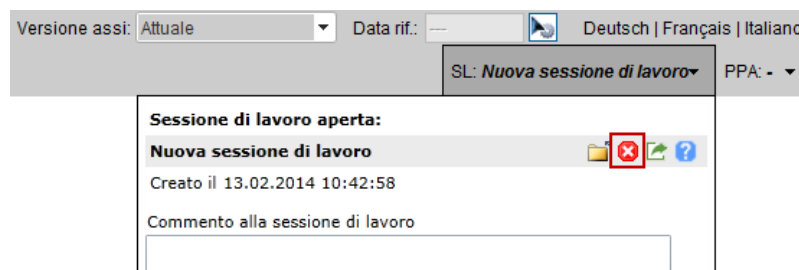 Versione assi: Attuale Data rif.: --- Deutsch | Français | Italiano
SL: Nuova sessione di lavoro PPA: -
Sessione di lavoro aperta:
Nuova sessione di lavoro
Creato il 13.02.2014 10:42:58
Commento alla sessione di lavoro